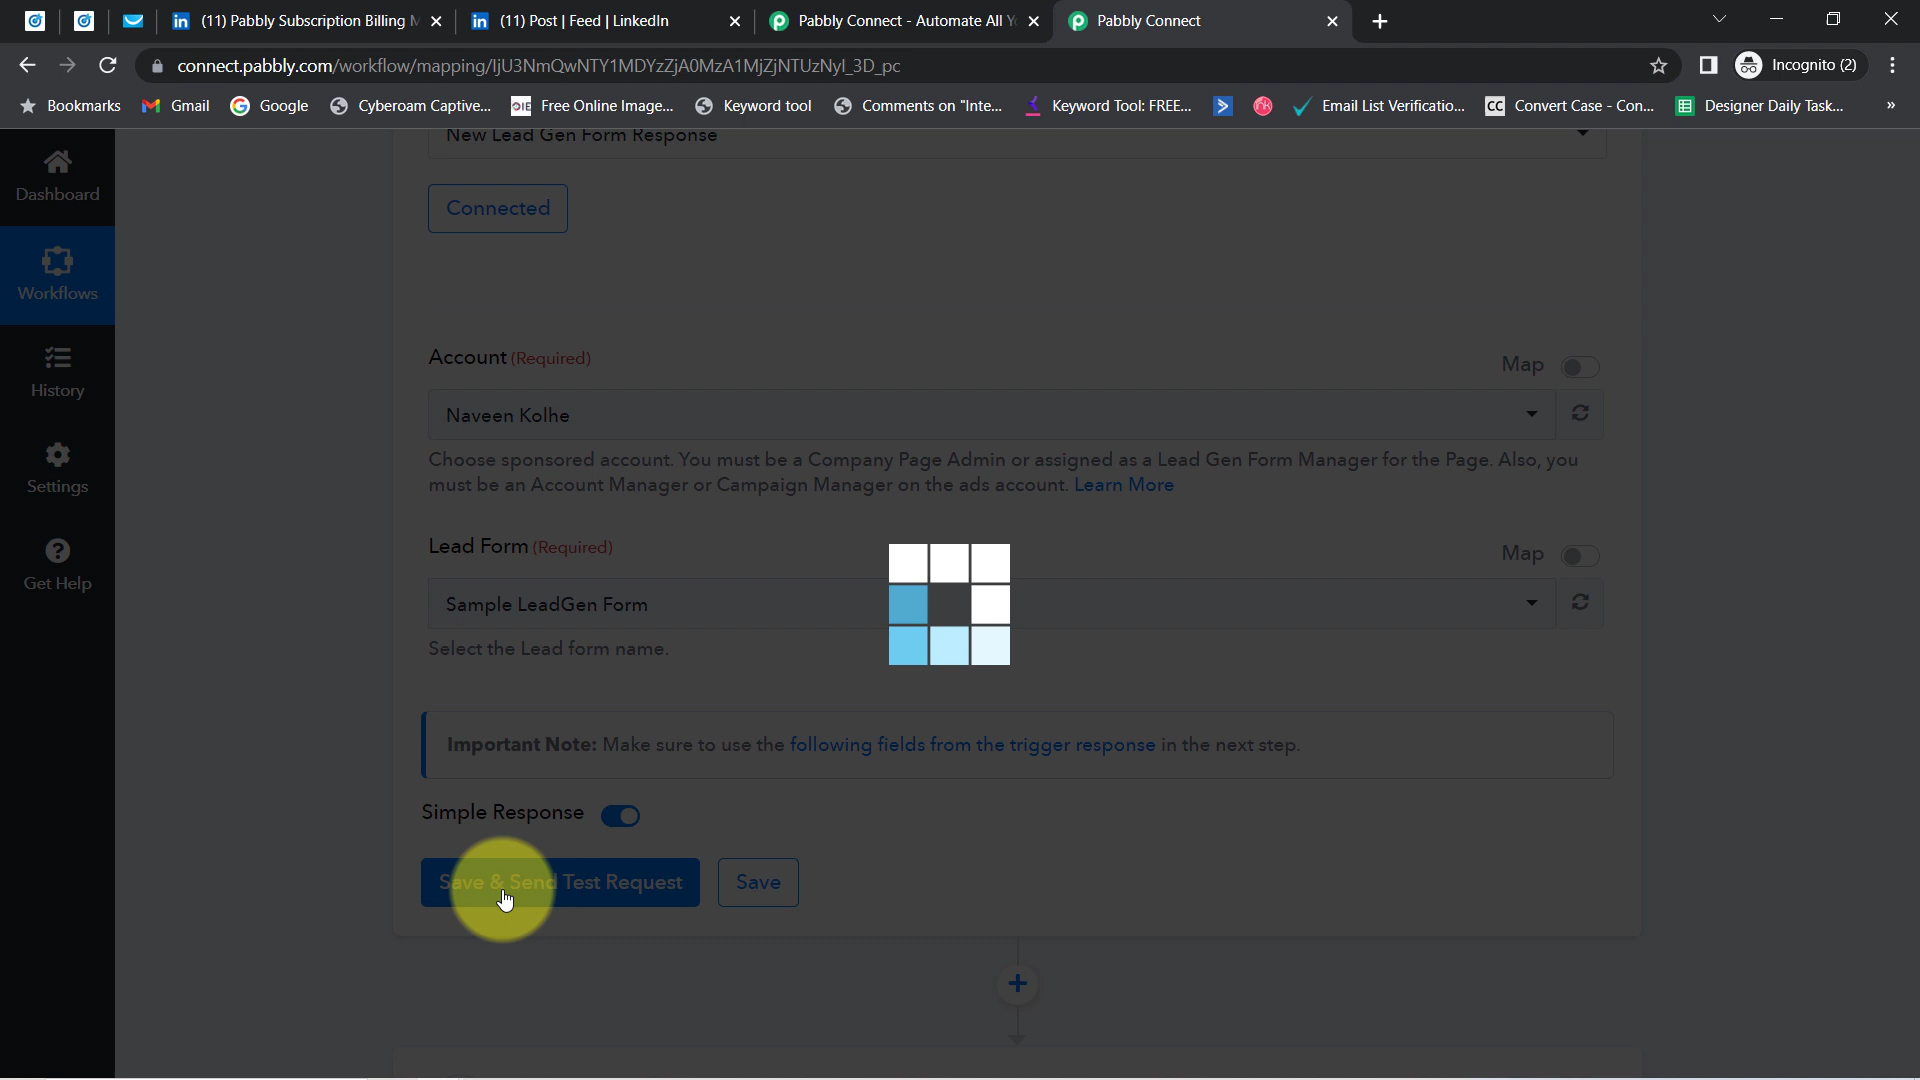 (11) Pabbly Subscription Billing M
(11) Post | Feed | LinkedIn
Pabbly Connect - Automate All Yo
Pabbly Connect
connect.pabbly.com/workflow/mapping/IjU3NmQwNTY1MDYzZjA0MzA1MjZjNTUzNyI_3D_pc
Incognito (2)
Bookmarks
Gmail
Google
Cyberoam Captive...
Free Online Image...
Keyword tool
Comments on "Inte...
Keyword Tool: FREE...
Email List Verificatio...
Convert Case - Con...
Designer Daily Task...
»
New Lead Gen Form Response
Dashboard
Connected
Workflows
Account (Required)
Map
History
Naveen Kolhe
Choose sponsored account. You must be a Company Page Admin or assigned as a Lead Gen Form Manager for the Page. Also, you
must be an Account Manager or Campaign Manager on the ads account. Learn More
Settings
Lead Form (Required)
Map
Get Help
Sample LeadGen Form
Select the Lead form name.
Important Note: Make sure to use the following fields from the trigger response in the next step.
Simple Response
Save & Send Test Request
Save